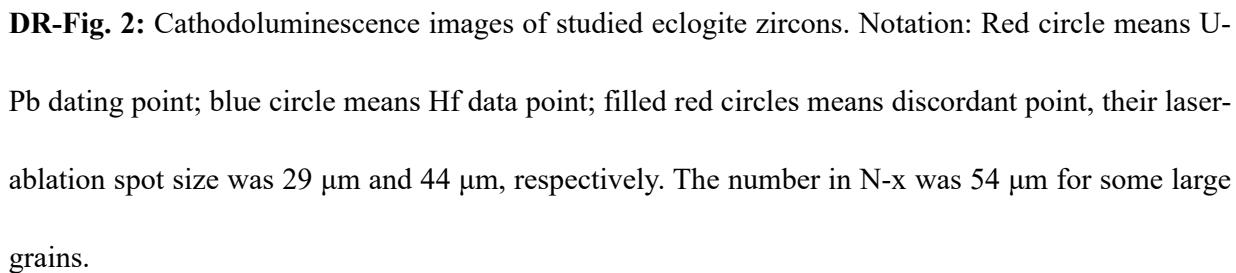 DR-Fig. 2: Cathodoluminescence images of studied eclogite zircons. Notation: Red circle means U-
Pb dating point; blue circle means Hf data point; filled red circles means discordant point, their laser-
ablation spot size was 29 μm and 44 μm, respectively. The number in N-x was 54 μm for some large
grains.